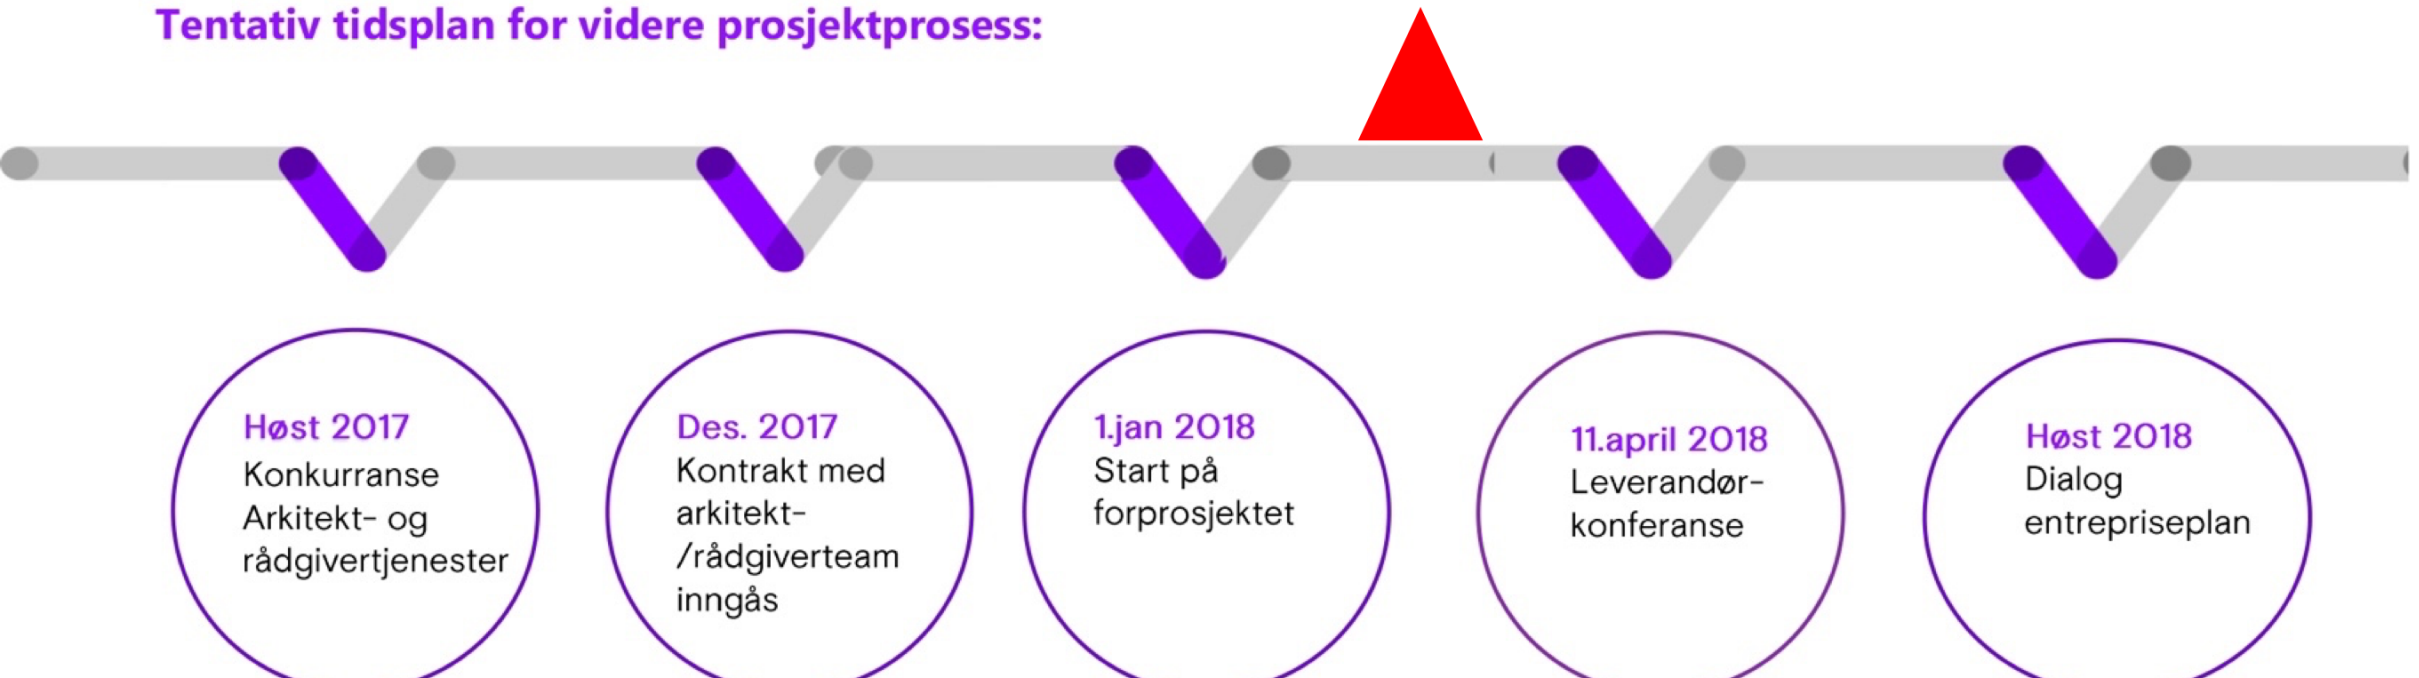 Tentativ tidsplan for videre prosjektprosess:
Høst 2017
Konkurranse
Arkitekt- og
rådgivertjenester
Des. 2017
Kontrakt med
arkitekt-
/rådgiverteam
inngås
1.jan 2018
Start på
forprosjektet
11.april 2018
Leverandør-
konferanse
Høst 2018
Dialog
entrepriseplan